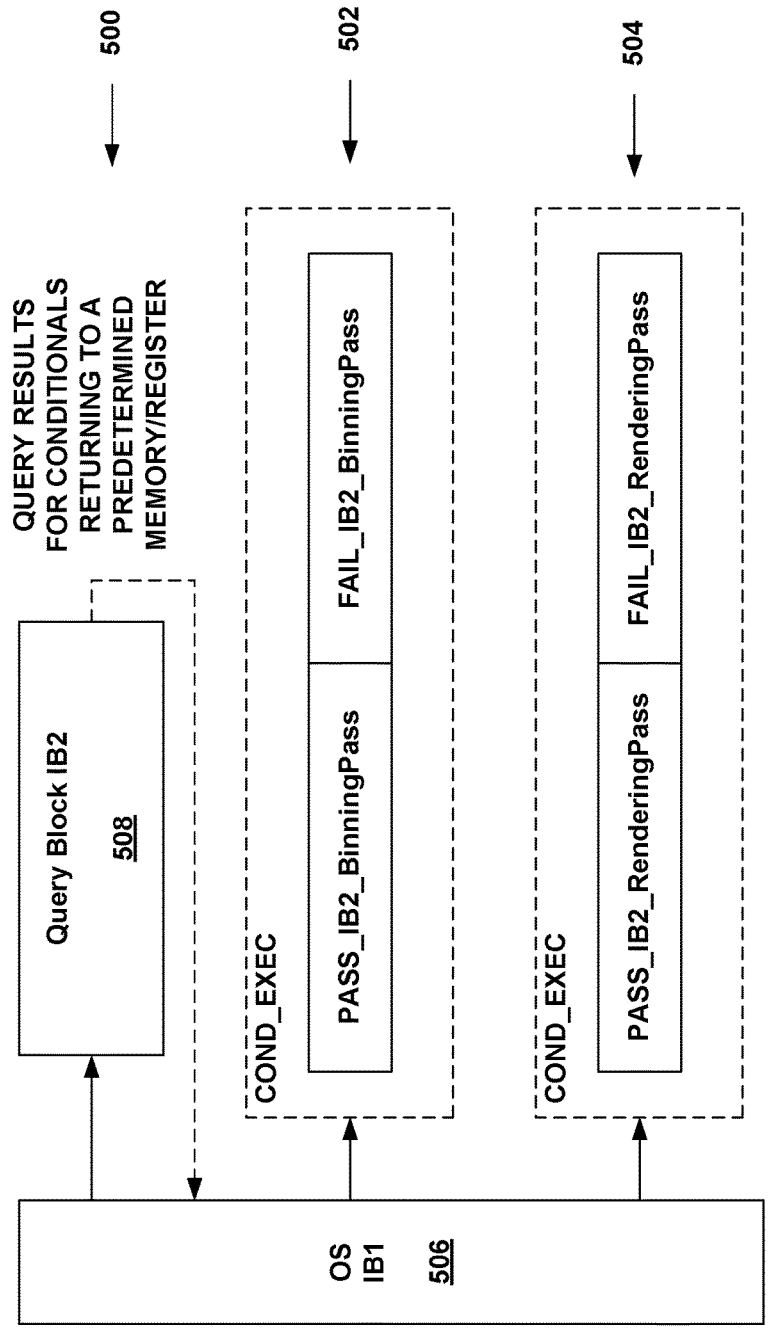 QUERY RESULTS
FOR CONDITIONALS
RETURNING TO A
PREDETERMINED
MEMORY/REGISTER
Query Block IB2
508
500
COND_EXEC
PASS_IB2_BinningPass
FAIL_IB2_BinningPass
502
OS
IB1
506
COND_EXEC
PASS_IB2_RenderingPass
FAIL_IB2_RenderingPass
504